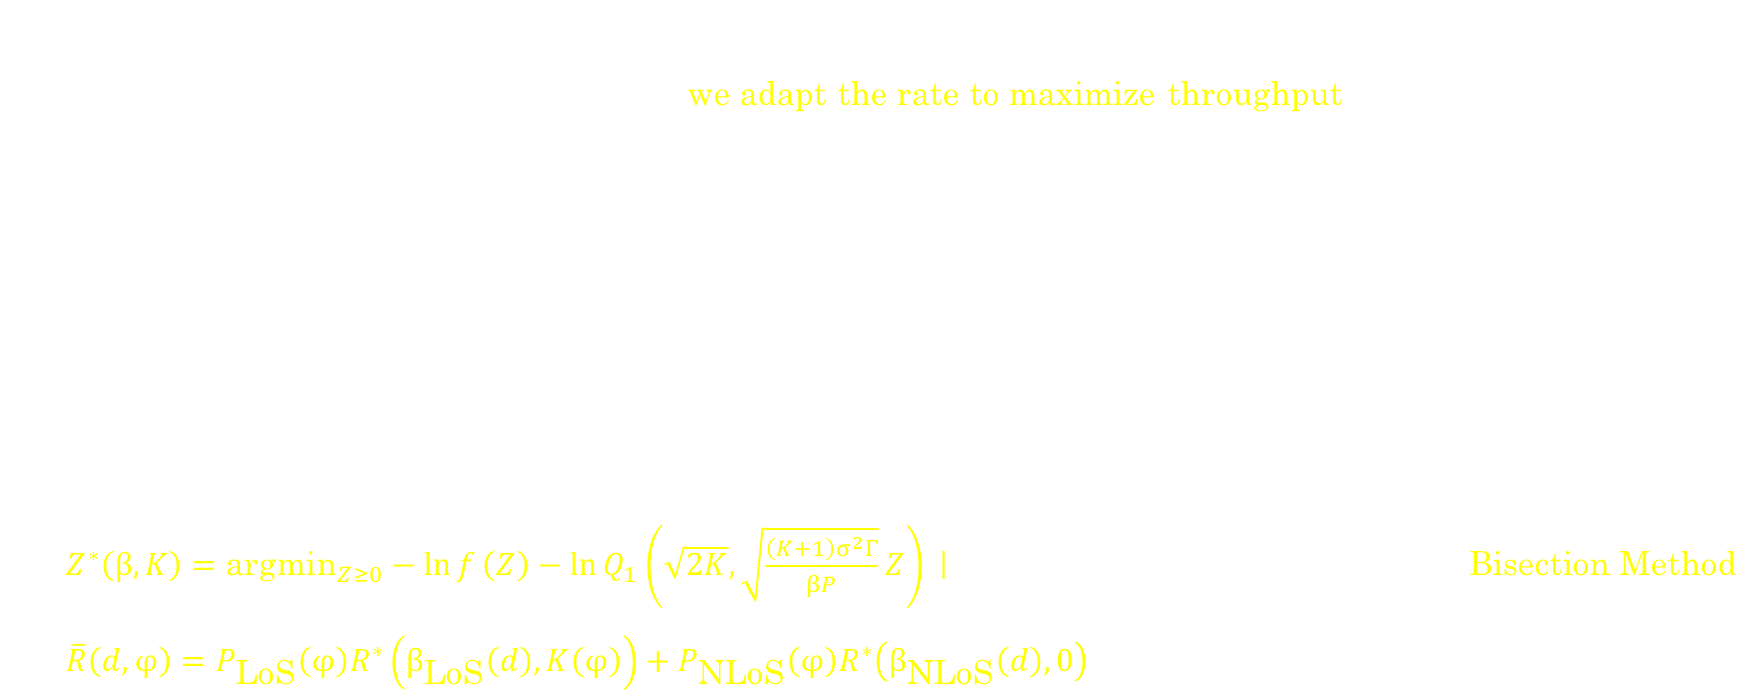 we adapt the rate to maximize throughput
Z*(β, K) = argmin_{Z≥0} − ln f (Z) − ln Q₁ (√(2K), √((K+1)σ²Γ / βP) Z) | Bisection Method
R̄(d, φ) = P_LoS(φ)R*(β_LoS(d), K(φ)) + P_NLoS(φ)R*(β_NLoS(d), 0)